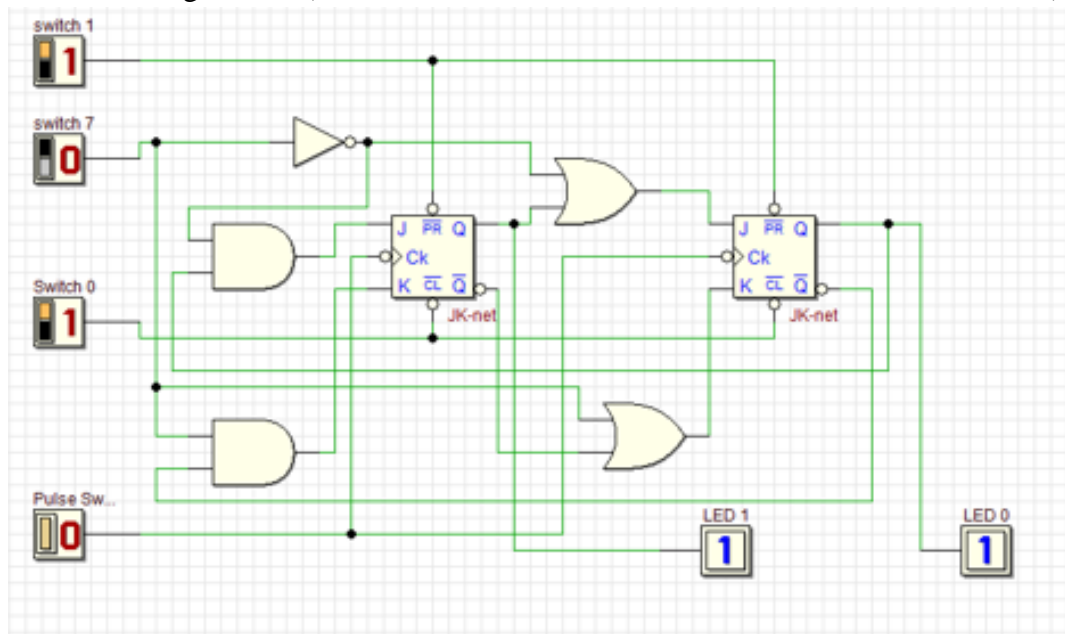 switch 1
1
switch 7
0
J PR Q
Ck
K CL Q
JK-net
J PR Q
Ck
K CL Q
JK-net
Switch 0
1
Pulse Sw...
0
LED 1
1
LED 0
1